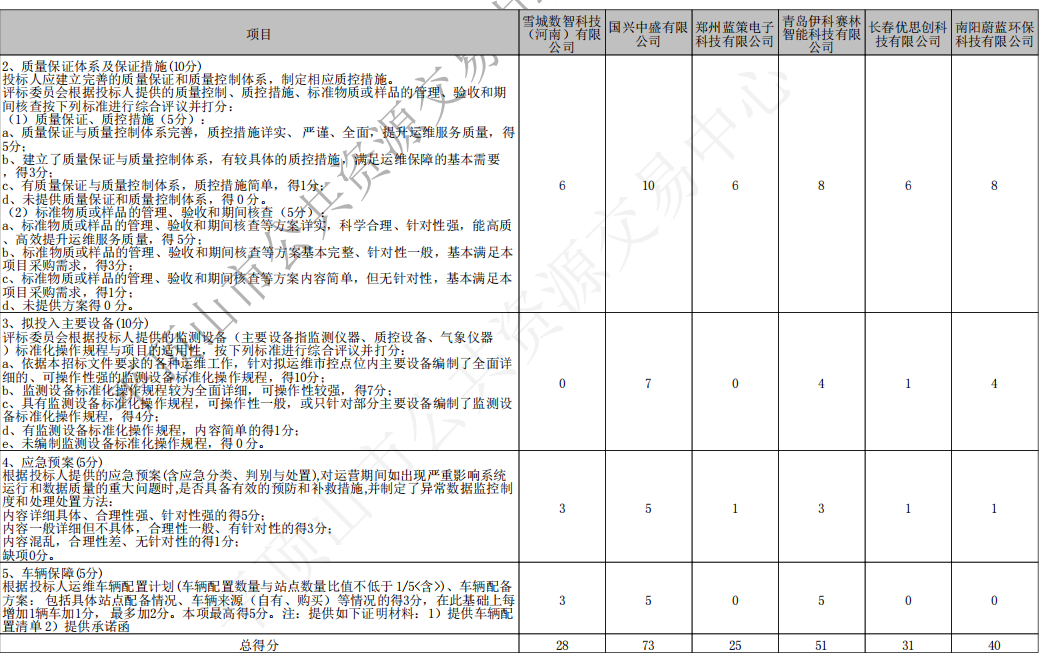 项目
雪城数智科技
（河南）有限
公司
国兴中盛有限
公司
郑州蓝策电子
科技有限公司
青岛伊科赛林
智能科技有限
公司
长春优思创科
技有限公司
南阳蔚蓝环保
科技有限公司
2、质量保证体系及保证措施(10分)
投标人应建立完善的质量保证和质量控制体系，制定相应质控措施。
评标委员会根据投标人提供的质量控制、质控措施、标准物质或样品的管理、验收和期
间核查按下列标准进行综合评议并打分：
（1）质量保证、质控措施（5分）：
a、质量保证与质量控制体系完善，质控措施详实、 严谨、全面，提升运维服务质量，得
5分；
b、建立了质量保证与质量控制体系，有较具体的质控措施，满足运维保障的基本需要
，得3分；
c、有质量保证与质量控制体系，质控措施简单，得1分；
d、未提供质量保证和质量控制体系，得 0 分。
（2）标准物质或样品的管理、验收和期间核查（5分）：
a、标准物质或样品的管理、验收和期间核查等方案详实，科学合理、针对性强，能高质
、高效提升运维服务质量，得 5分；
b、标准物质或样品的管理、验收和期间核查等方案基本完整、针对性一般，基本满足本
项目采购需求，得3分；
c、标准物质或样品的管理、验收和期间核查等方案内容简单，但无针对性，基本满足本
项目采购需求，得1分；
d、未提供方案得 0 分。
6 10 6 8 6 8
3、拟投入主要设备(10分)
评标委员会根据投标人提供的监测设备（主要设备指监测仪器、质控设备、气象仪器
）标准化操作规程与项目的适用性，按下列标准进行综合评议并打分：
a、依据本招标文件要求的各种运维工作，针对拟运维市控点位内主要设备编制了全面详
细的、可操作性强的监测设备标准化操作规程，得10分；
b、监测设备标准化操作规程较为全面详细，可操作性较强，得7分；
c、具有监测设备标准化操作规程，可操作性一般，或只针对部分主要设备编制了监测设
备标准化操作规程，得4分；
d、有监测设备标准化操作规程，内容简单的得1分；
e、未编制监测设备标准化操作规程，得 0 分。
0 7 0 4 1 4
4、应急预案(5分)
根据投标人提供的应急预案(含应急分类、判别与处置),对运营期间如出现严重影响系统
运行和数据质量的重大问题时,是否具备有效的预防和补救措施,并制定了异常数据监控制
度和处理处置方法：
内容详细具体、合理性强、针对性强的得5分；
内容一般详细但不具体，合理性一般、有针对性的得3分；
内容混乱，合理性差、无针对性的得1分；
缺项0分。
3 5 1 3 1 1
5、车辆保障(5分)
根据投标人运维车辆配置计划(车辆配置数量与站点数量比值不低于 1/5<含>)、车辆配备
方案： 包括具体站点配备情况、车辆来源（自有、购买）等情况的得3分，在此基础上每
增加1辆车加1分， 最多加2分。本项最高得5分。注：提供如下证明材料：1）提供车辆配
置清单 2）提供承诺函
3 5 0 5 0 0
总得分 28 73 25 51 31 40
平顶山市公共资源交易中心